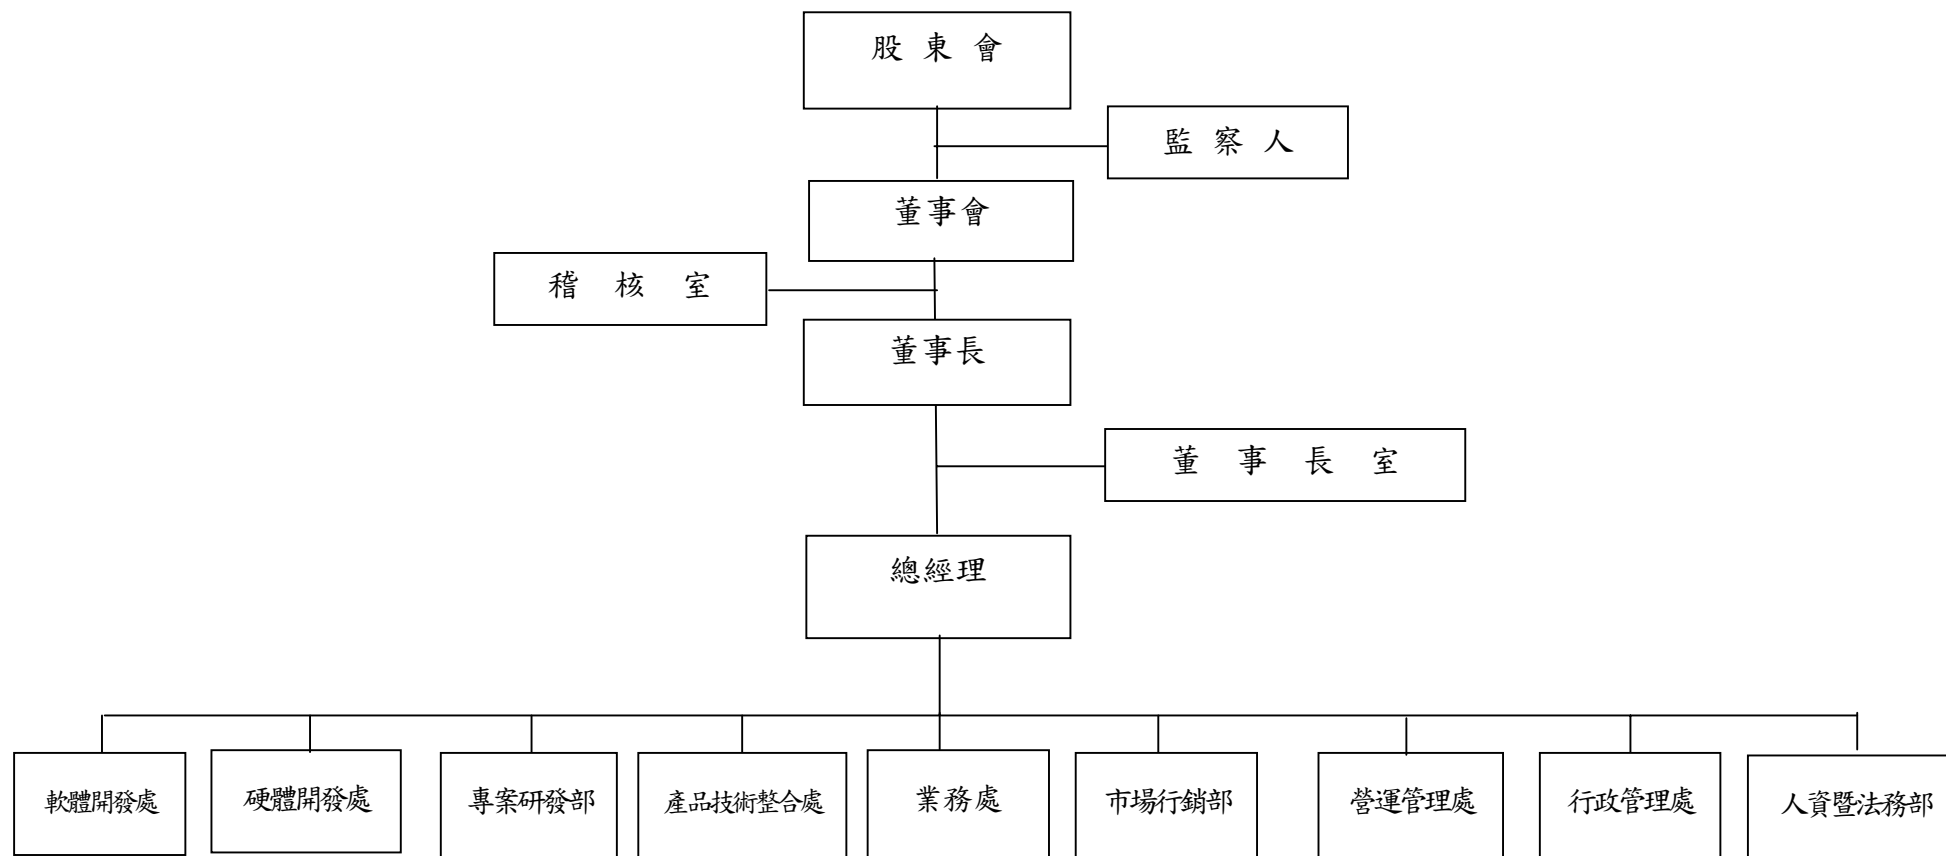 股東會
監察人
董事會
稽核室
董事長
董事長室
總經理
軟體開發處
硬體開發處
專案研發部
產品技術整合處
業務處
市場行銷部
營運管理處
行政管理處
人資暨法務部